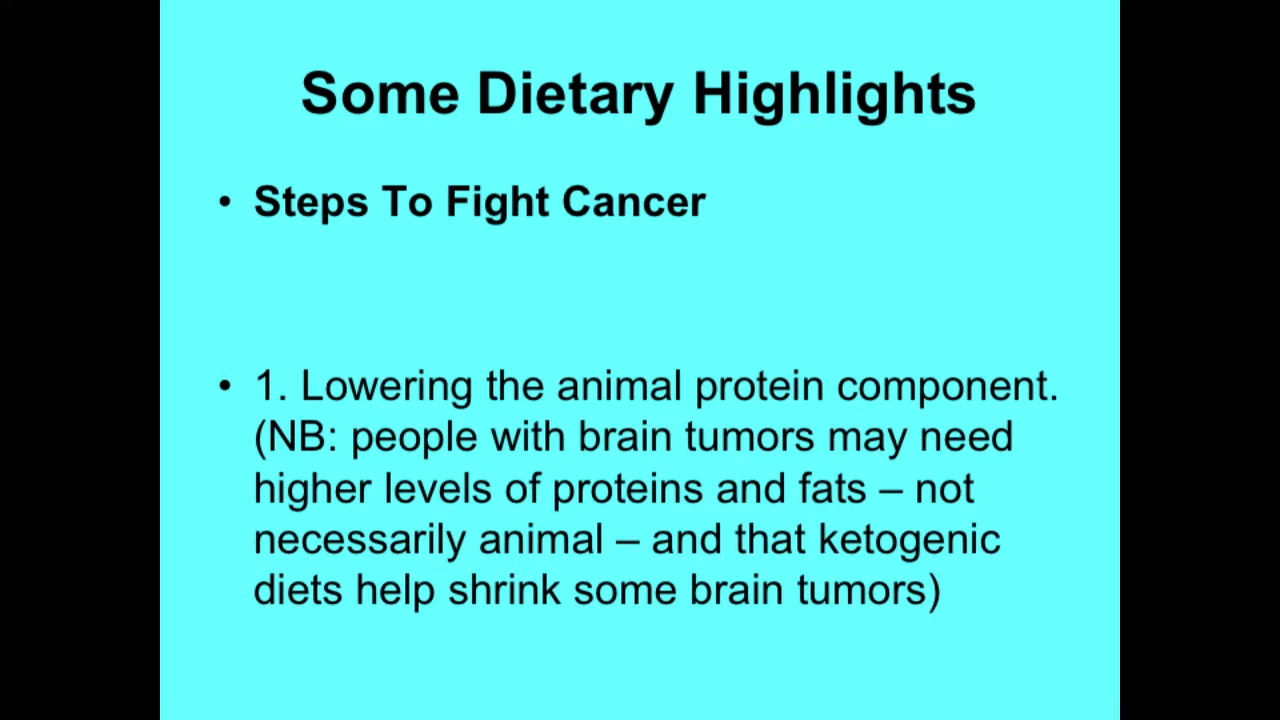 Some Dietary Highlights
• Steps To Fight Cancer
• 1. Lowering the animal protein component.
(NB: people with brain tumors may need
higher levels of proteins and fats – not
necessarily animal – and that ketogenic
diets help shrink some brain tumors)